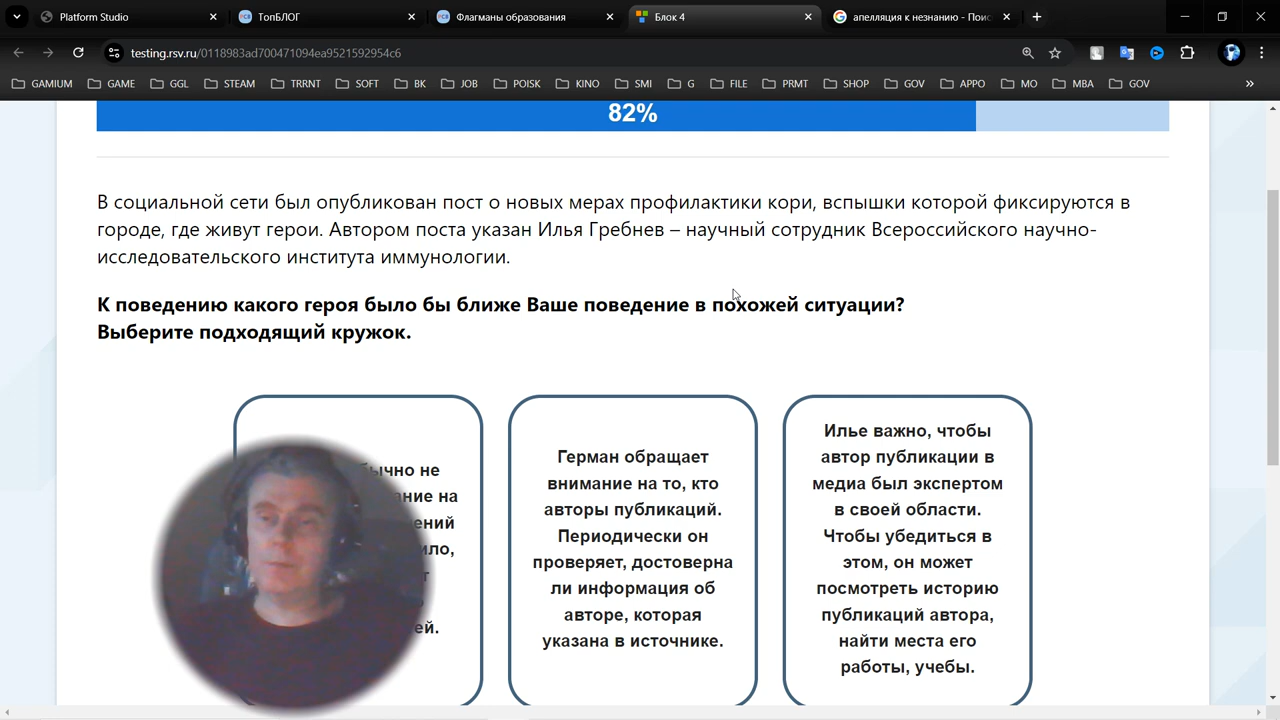 Platform Studio
ТопБЛОГ
Флагманы образования
Блок 4
апелляция к незнанию - Поис
testing.rsv.ru/0118983ad700471094ea9521592954c6
GAMIUM GAME GGL STEAM TRRNT SOFT BK JOB POISK KINO SMI G FILE PRMT SHOP GOV APPO MO MBA GOV
82%
В социальной сети был опубликован пост о новых мерах профилактики кори, вспышки которой фиксируются в
городе, где живут герои. Автором поста указан Илья Гребнев – научный сотрудник Всероссийского научно-
исследовательского института иммунологии.
К поведению какого героя было бы ближе Ваше поведение в похожей ситуации?
Выберите подходящий кружок.
не
на
Герман обращает
внимание на то, кто
авторы публикаций.
Периодически он
проверяет, достоверна
ли информация об
авторе, которая
указана в источнике.
Илье важно, чтобы
автор публикации в
медиа был экспертом
в своей области.
Чтобы убедиться в
этом, он может
посмотреть историю
публикаций автора,
найти места его
работы, учебы.